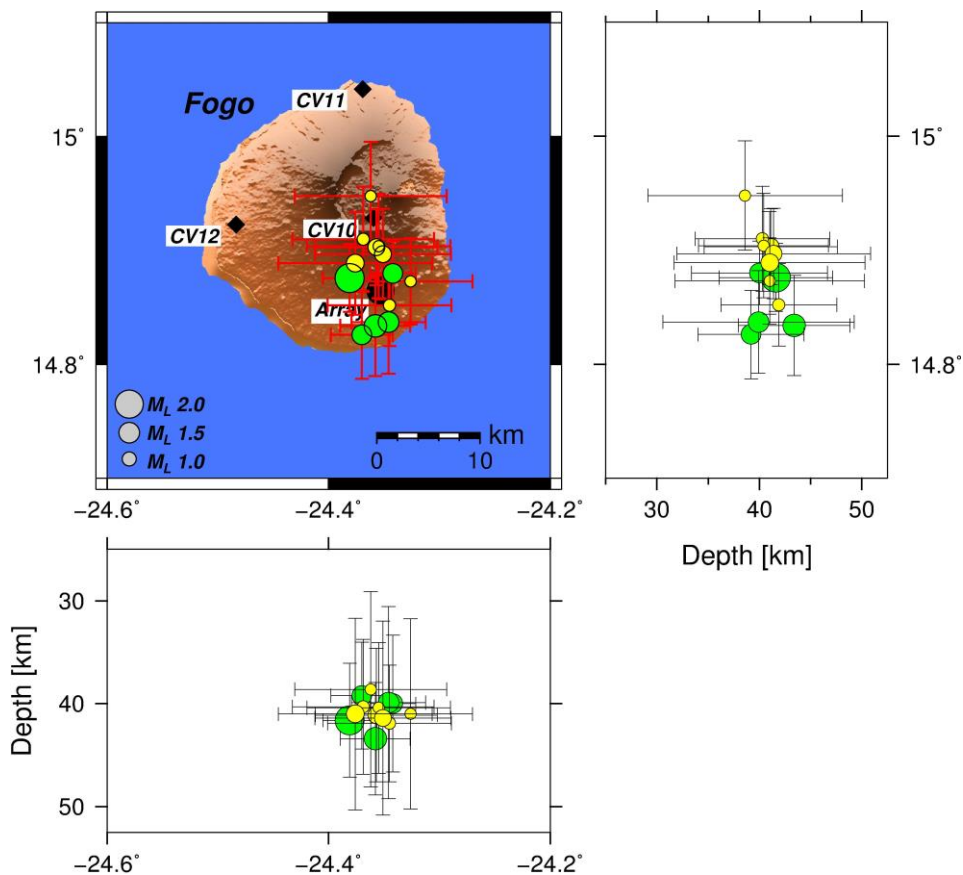 Fogo
CV11
15˚
15˚
CV12
CV10
Array
14.8˚
14.8˚
M_L 2.0
M_L 1.5
M_L 1.0
km
0 10
−24.6˚ −24.4˚ −24.2˚
30 40 50
Depth [km]
30
40
50
Depth [km]
−24.6˚ −24.4˚ −24.2˚